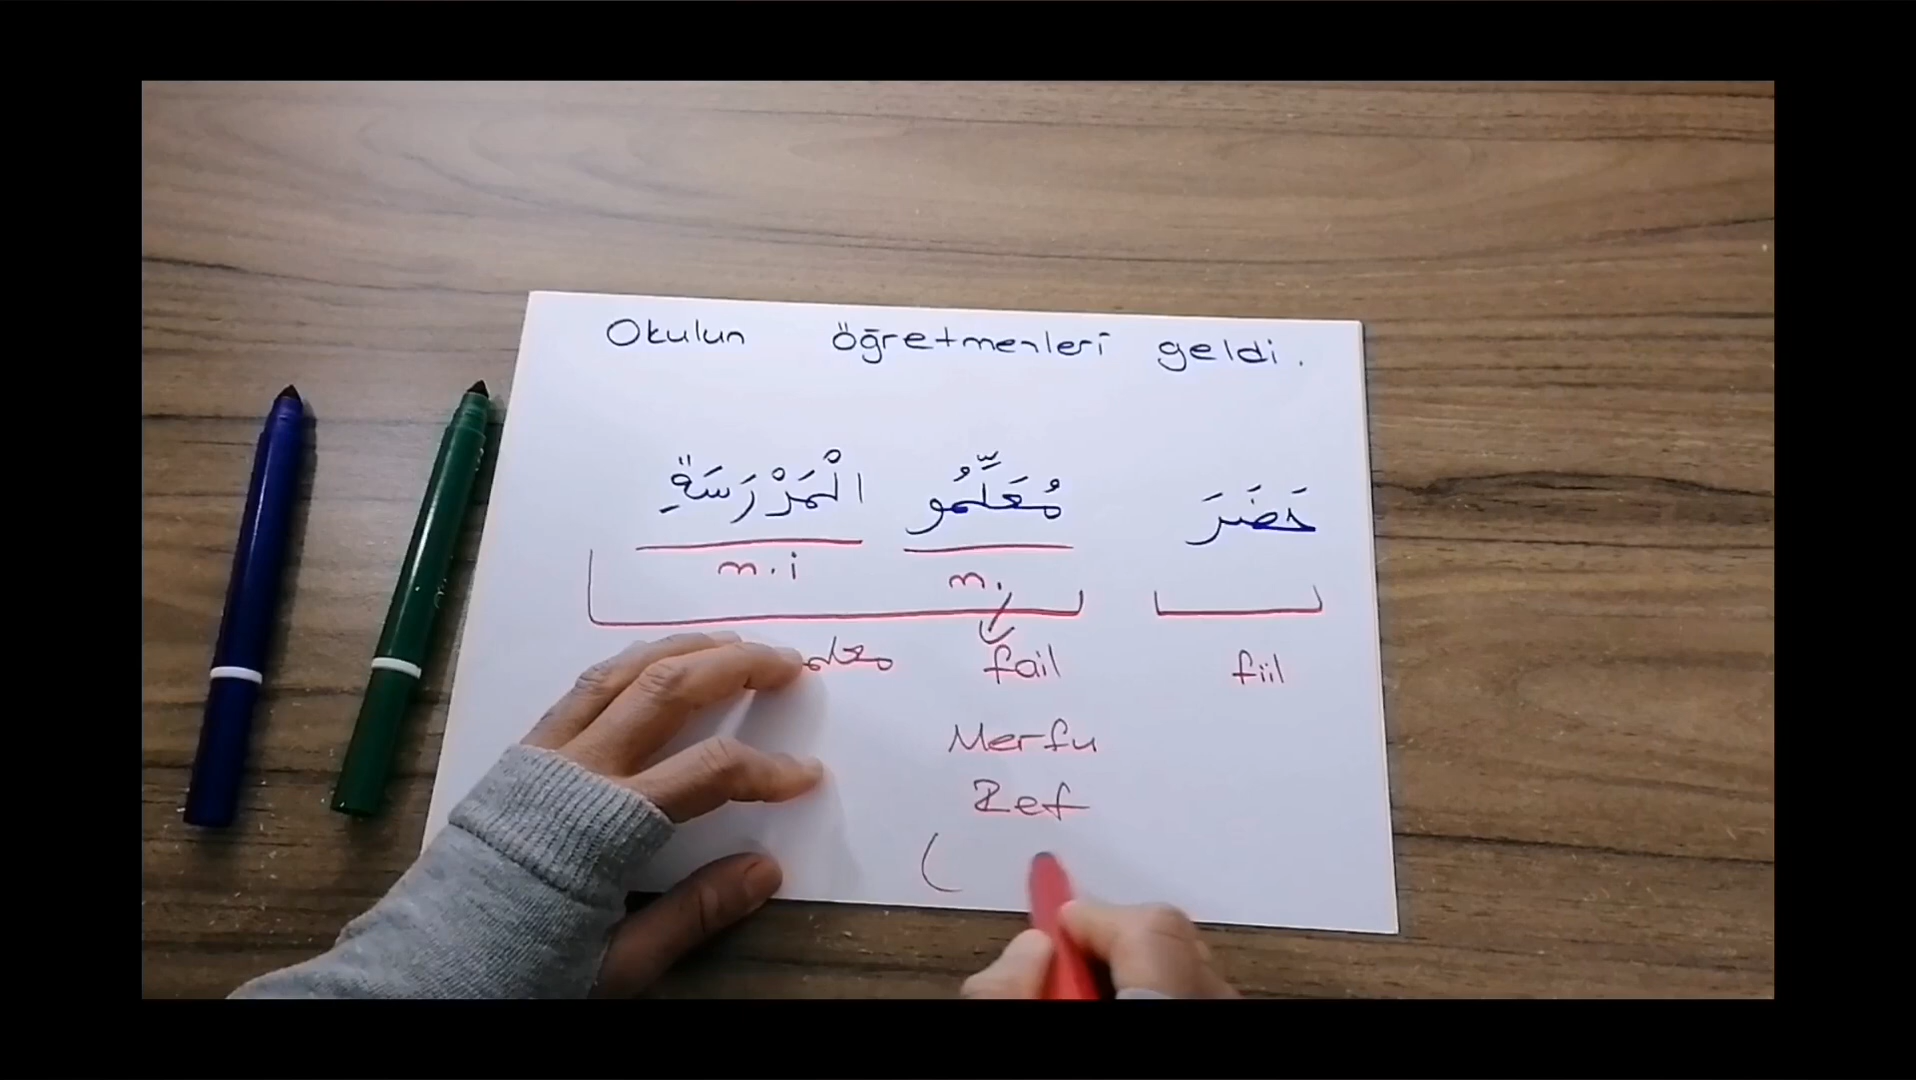 Okulun öğretmenleri geldi.
حَضَرَ مُعَلِّمُو الْمَدْرَسَةِ
m.i m.
fail fiil
Merfu
Ref
(